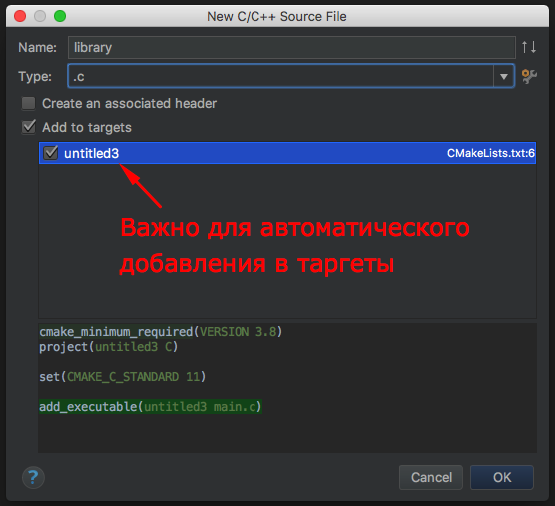 New C/C++ Source File
Name: library
Type: .c
Create an associated header
Add to targets
untitled3 CMakeLists.txt:6
Важно для автоматического
добавления в таргеты
cmake_minimum_required(VERSION 3.8)
project(untitled3 C)
set(CMAKE_C_STANDARD 11)
add_executable(untitled3 main.c)
? Cancel OK